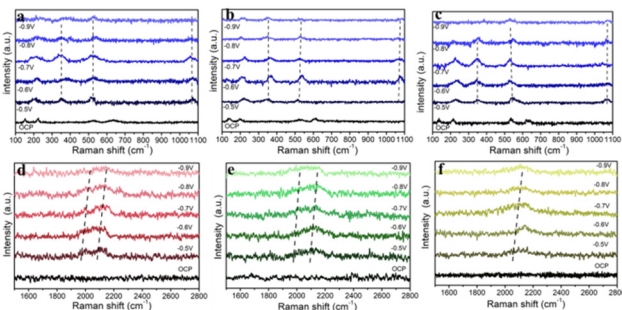 a
intensity (a.u.)
-0.9V
-0.8V
-0.7V
-0.6V
-0.5V
OCP
100 200 300 400 500 600 700 800 900 1000 1100
Raman shift (cm⁻¹)
b
intensity (a.u.)
-0.9V
-0.8V
-0.7V
-0.6V
-0.5V
OCP
100 200 300 400 500 600 700 800 900 1000 1100
Raman shift (cm⁻¹)
c
intensity (a.u.)
-0.9V
-0.8V
-0.7V
-0.6V
-0.5V
OCP
100 200 300 400 500 600 700 800 900 1000 1100
Raman shift (cm⁻¹)
d
Intensity (a.u.)
-0.9V
-0.8V
-0.7V
-0.6V
-0.5V
OCP
1600 1800 2000 2200 2400 2600 2800
Raman shift (cm⁻¹)
e
Intensity (a.u.)
-0.9V
-0.8V
-0.7V
-0.6V
-0.5V
OCP
1600 1800 2000 2200 2400 2600 2800
Raman shift (cm⁻¹)
f
Intensity (a.u.)
-0.9V
-0.8V
-0.7V
-0.6V
-0.5V
OCP
1600 1800 2000 2200 2400 2600 2800
Raman shift (cm⁻¹)